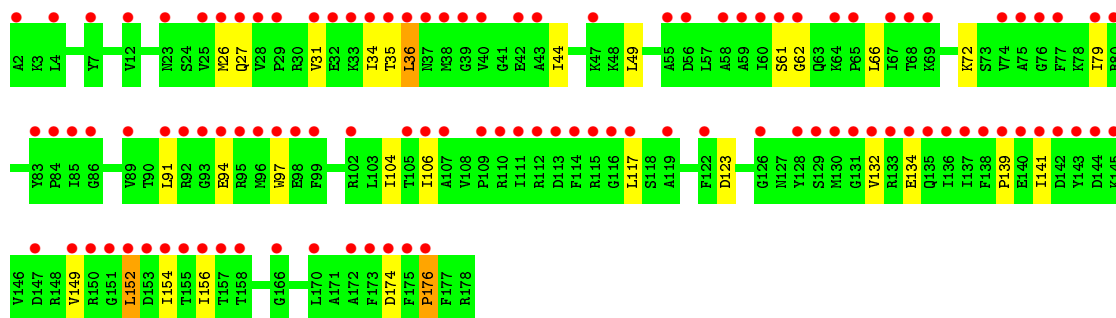 A2 K3 L4 Y7 V12 N23 S24 V25 M26 Q27 V28 P29 R30 V31 E32 K33 I34 T35 L36 N37 M38 G39 V40 G41 E42 A43 I44 K47 K48 L49 A55 D56 L57 A58 A59 I60 S61 G62 Q63 K64 P65 L66 I67 T68 K69 K72 S73 V74 A75 G76 F77 K78 I79 R80
Y83 P84 I85 G86 V89 T90 L91 R92 G93 E94 R95 M96 W97 E98 F99 R102 L103 I104 T105 I106 A107 V108 P109 R110 I111 R112 D113 F114 R115 G116 L117 S118 A119 F122 D123 G126 N127 Y128 S129 M130 G131 V132 R133 E134 Q135 I136 I137 F138 P139 E140 I141 D142 Y143 D144 K145
V146 D147 R148 V149 R150 G151 L152 D153 I154 T155 I156 T157 T158 G166 L170 A171 A172 F173 D174 F175 P176 F177 R178